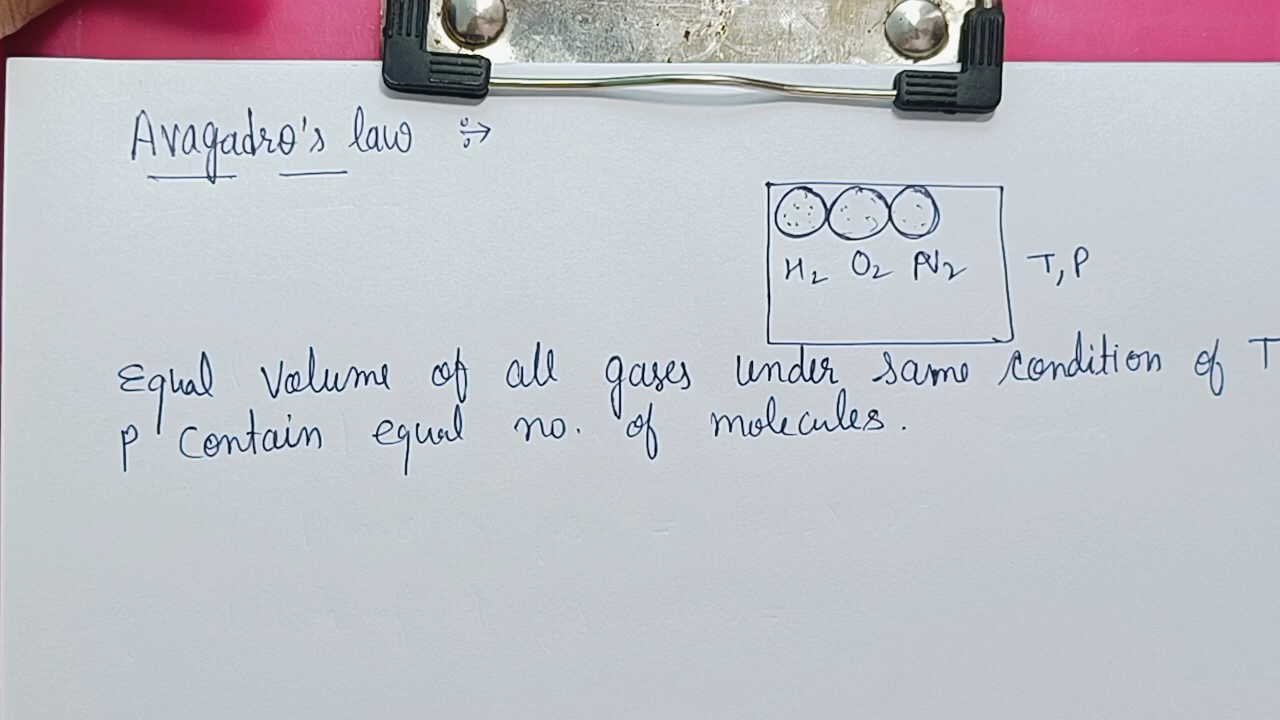 Avagadro's law ÷→
H₂ O₂ N₂ T, P
Equal volume of all gases under same condition of T
P contain equal no. of molecules.